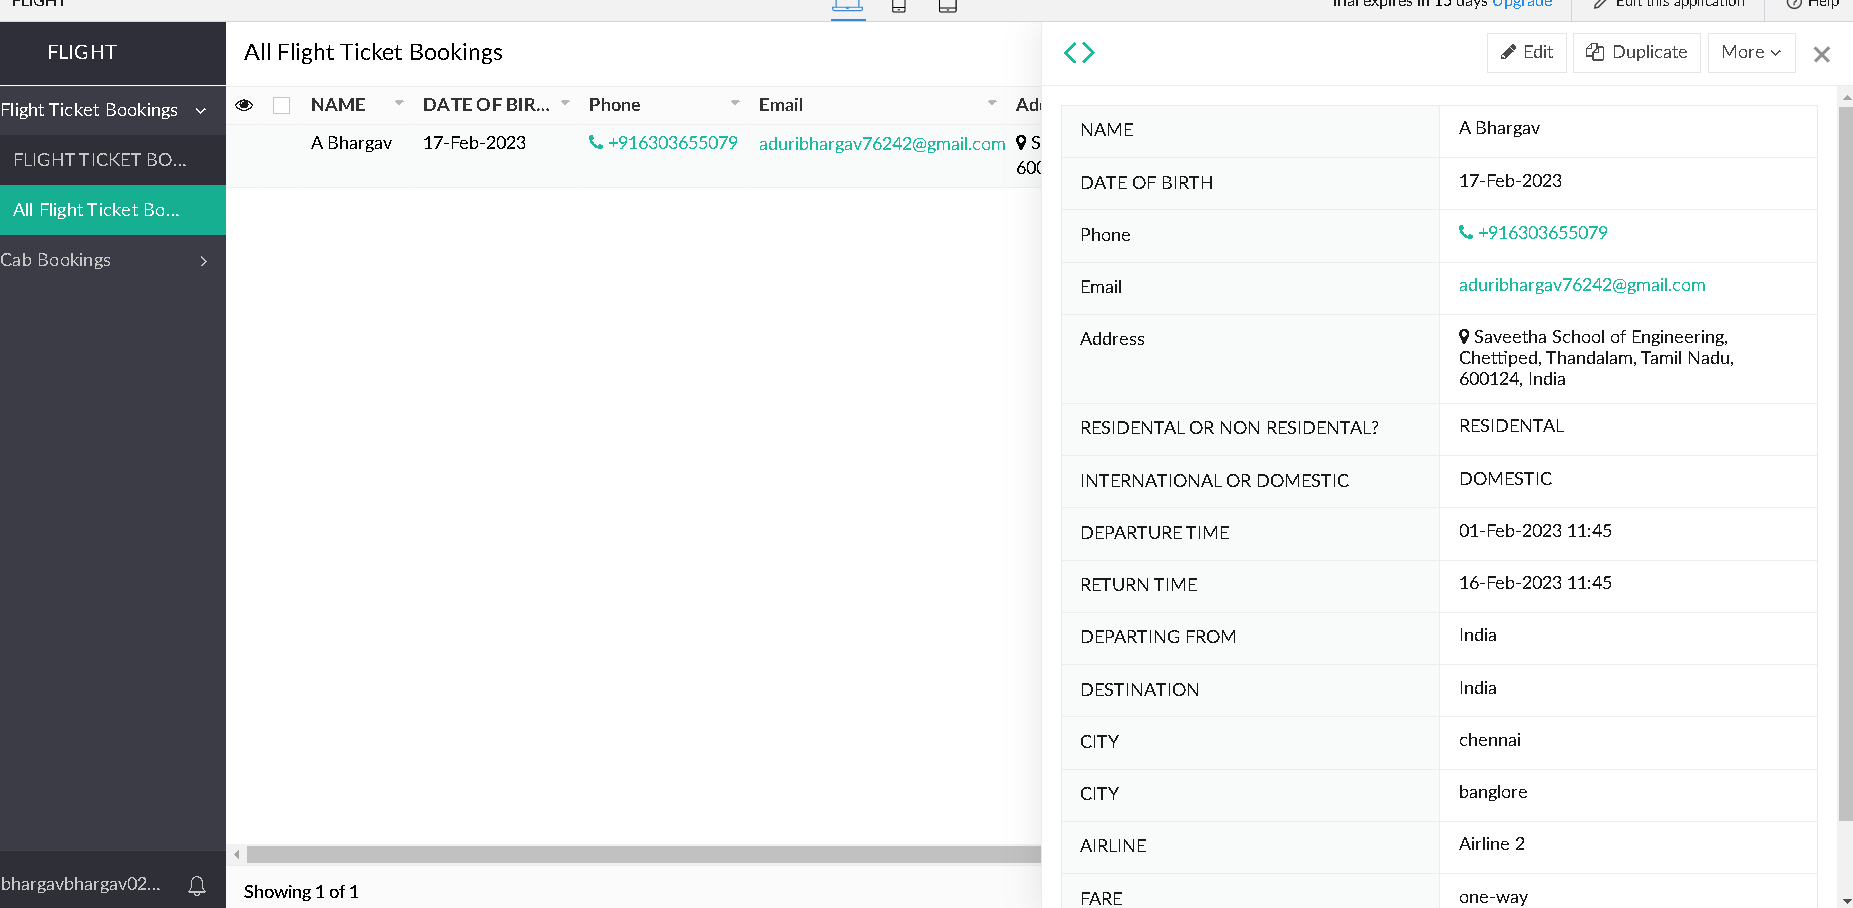 FLIGHT
Trial expires in 15 days Upgrade
Edit this application
Help
FLIGHT
Flight Ticket Bookings
FLIGHT TICKET BO...
All Flight Ticket Bo...
Cab Bookings
bhargavbhargav02...
All Flight Ticket Bookings
NAME DATE OF BIR... Phone Email
A Bhargav 17-Feb-2023 +916303655079 aduribhargav76242@gmail.com S
600
Showing 1 of 1
Edit Duplicate More
NAME A Bhargav
DATE OF BIRTH 17-Feb-2023
Phone +916303655079
Email aduribhargav76242@gmail.com
Address Saveetha School of Engineering,
Chettiped, Thandalam, Tamil Nadu,
600124, India
RESIDENTAL OR NON RESIDENTAL? RESIDENTAL
INTERNATIONAL OR DOMESTIC DOMESTIC
DEPARTURE TIME 01-Feb-2023 11:45
RETURN TIME 16-Feb-2023 11:45
DEPARTING FROM India
DESTINATION India
CITY chennai
CITY banglore
AIRLINE Airline 2
FARE one-way